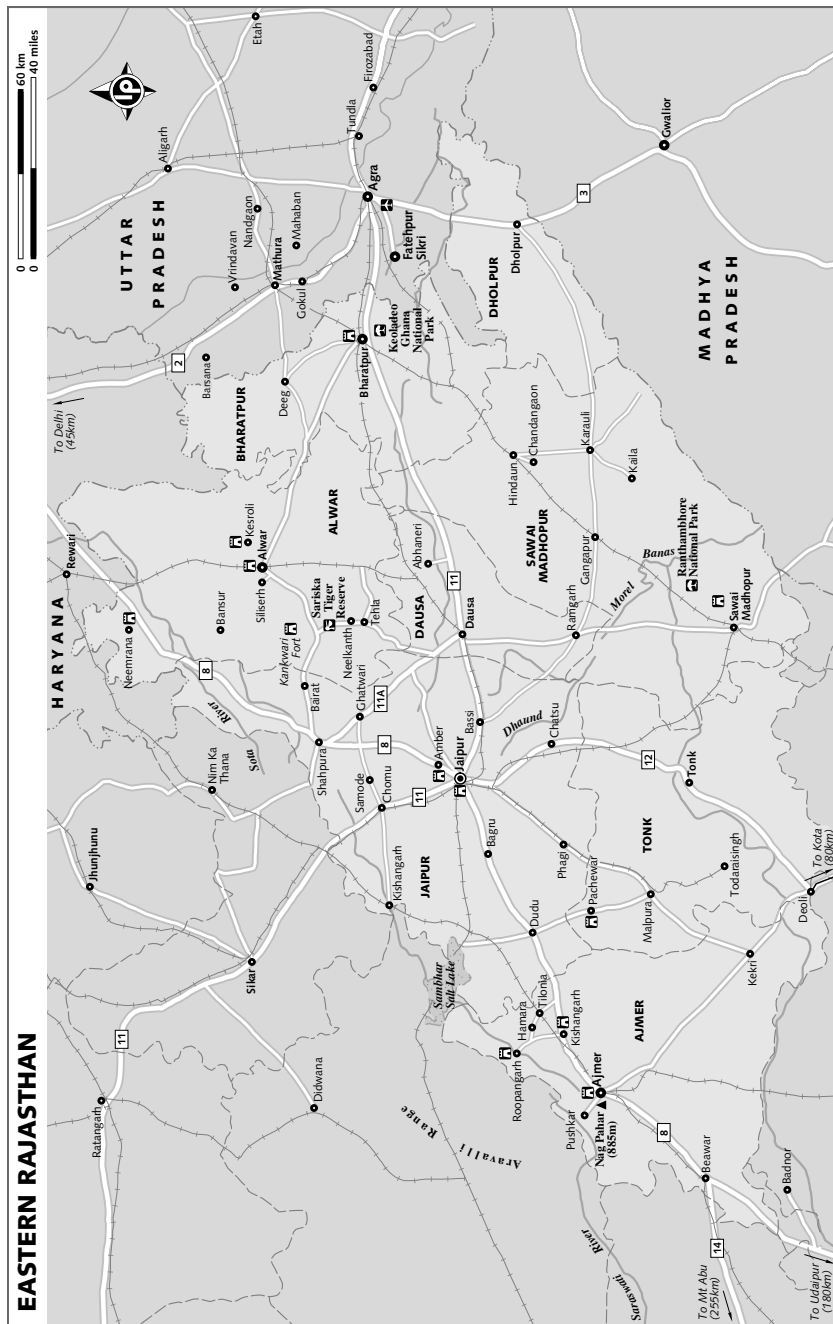 EASTERN RAJASTHAN
0 60 km
0 40 miles
HARYANA
UTTAR
PRADESH
MADHYA
PRADESH
To Delhi
(45km)
Ratangarh
11
Jhunjhunu
Nim Ka
Thana
Rewari
Neemrana
8
Bansur
River
Sota
Sikar
Didwana
Shahpura
Bairat
Kankwari
Fort
Siliserh
Alwar
Kesroli
ALWAR
Sariska
Tiger
Reserve
Neelkanth
Tehla
Ghatwari
11A
8
Samode
Chomu
11
Kishangarh
JAIPUR
Amber
Jaipur
Bassi
DAUSA
Dausa
Abhaneri
11
BHARATPUR
Deeg
Bharatpur
Keoladeo
Ghana
National
Park
Barsana
2
Vrindavan
Mathura
Gokul
Nandgaon
Mahaban
Aligarh
Etah
Agra
Tundla
Firozabad
Fatehpur
Sikri
DHOLPUR
Dholpur
3
Gwalior
Hindaun
Chandangaon
Karauli
Kaila
SAWAI
MADHOPUR
Gangapur
Ramgarh
Morel
Banas
Ranthambhore
National Park
Sawai
Madhopur
Dhaund
Chatsu
12
Tonk
TONK
Bagru
Phagi
Dudu
Pachewar
Malpura
Todaraisingh
Deoli
To Kota
(80km)
Kekri
Sambhar
Salt Lake
Hamara
Tilonia
Kishangarh
Roopangarh
AJMER
Ajmer
Pushkar
Nag Pahar
(885m)
8
Aravalli Range
Saraswati River
Beawar
14
Badnor
To Mt Abu
(255km)
To Udaipur
(180km)
lp